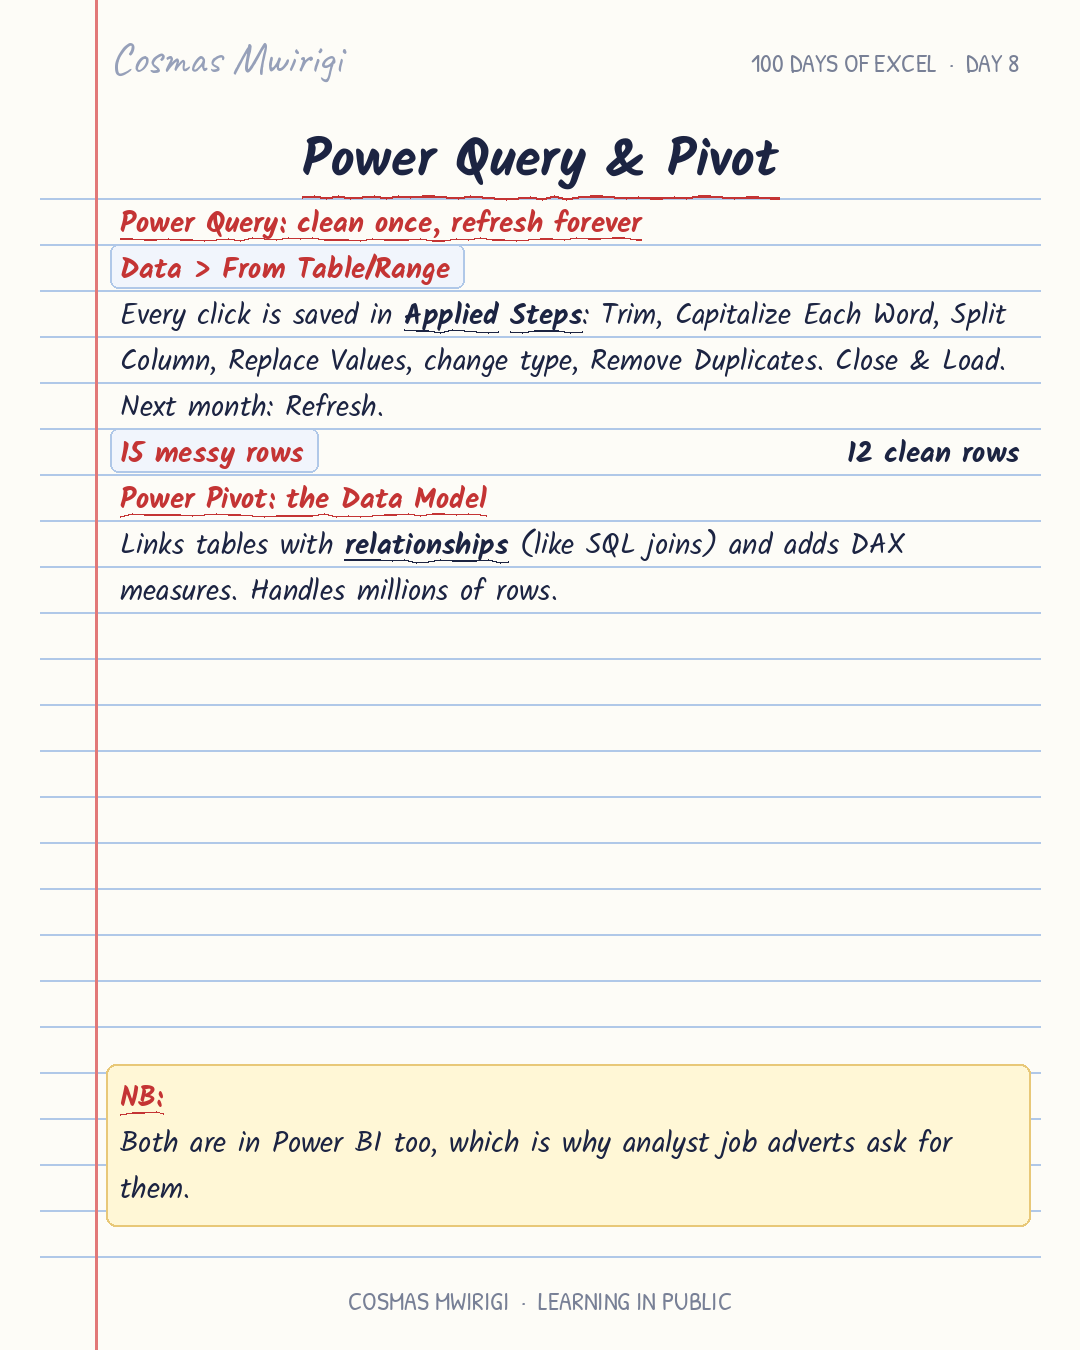 Cosmas Mwirigi
100 DAYS OF EXCEL · DAY 8
Power Query & Pivot
Power Query: clean once, refresh forever
Data > From Table/Range
Every click is saved in Applied Steps: Trim, Capitalize Each Word, Split
Column, Replace Values, change type, Remove Duplicates. Close & Load.
Next month: Refresh.
15 messy rows 12 clean rows
Power Pivot: the Data Model
Links tables with relationships (like SQL joins) and adds DAX
measures. Handles millions of rows.
NB:
Both are in Power BI too, which is why analyst job adverts ask for
them.
COSMAS MWIRIGI · LEARNING IN PUBLIC